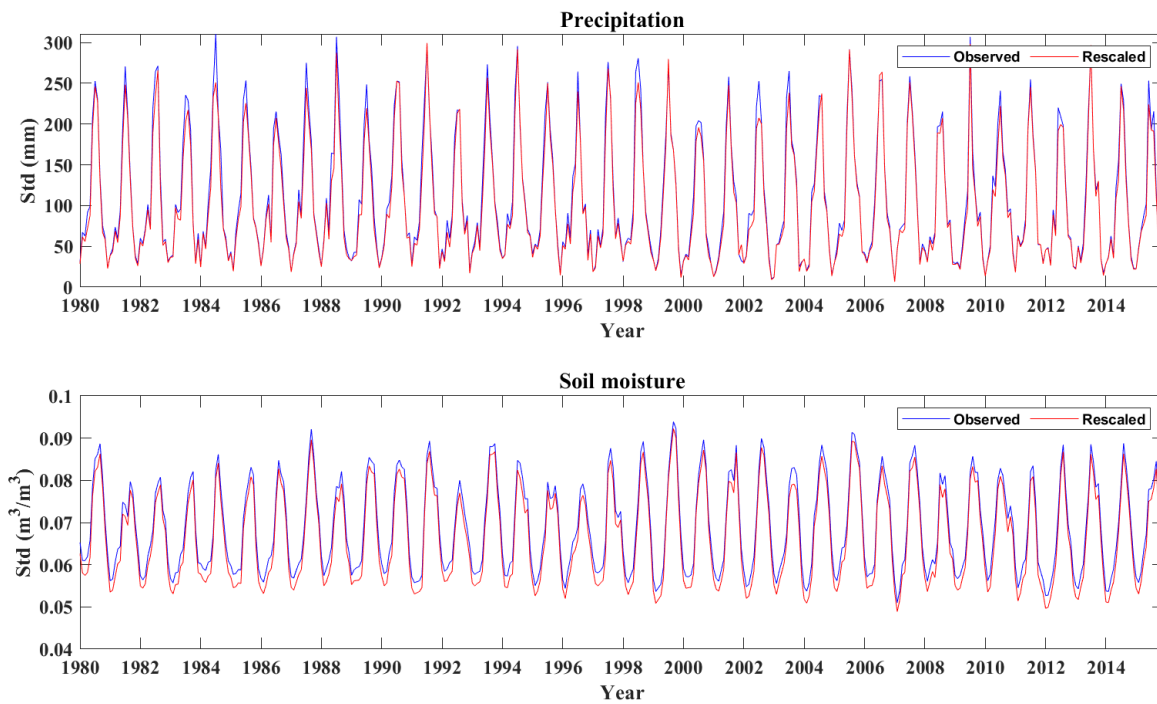 Precipitation
Std (mm)
300
250
200
150
100
50
0
Observed Rescaled
1980 1982 1984 1986 1988 1990 1992 1994 1996 1998 2000 2002 2004 2006 2008 2010 2012 2014
Year
Soil moisture
Std (m³/m³)
0.1
0.09
0.08
0.07
0.06
0.05
0.04
Observed Rescaled
1980 1982 1984 1986 1988 1990 1992 1994 1996 1998 2000 2002 2004 2006 2008 2010 2012 2014
Year